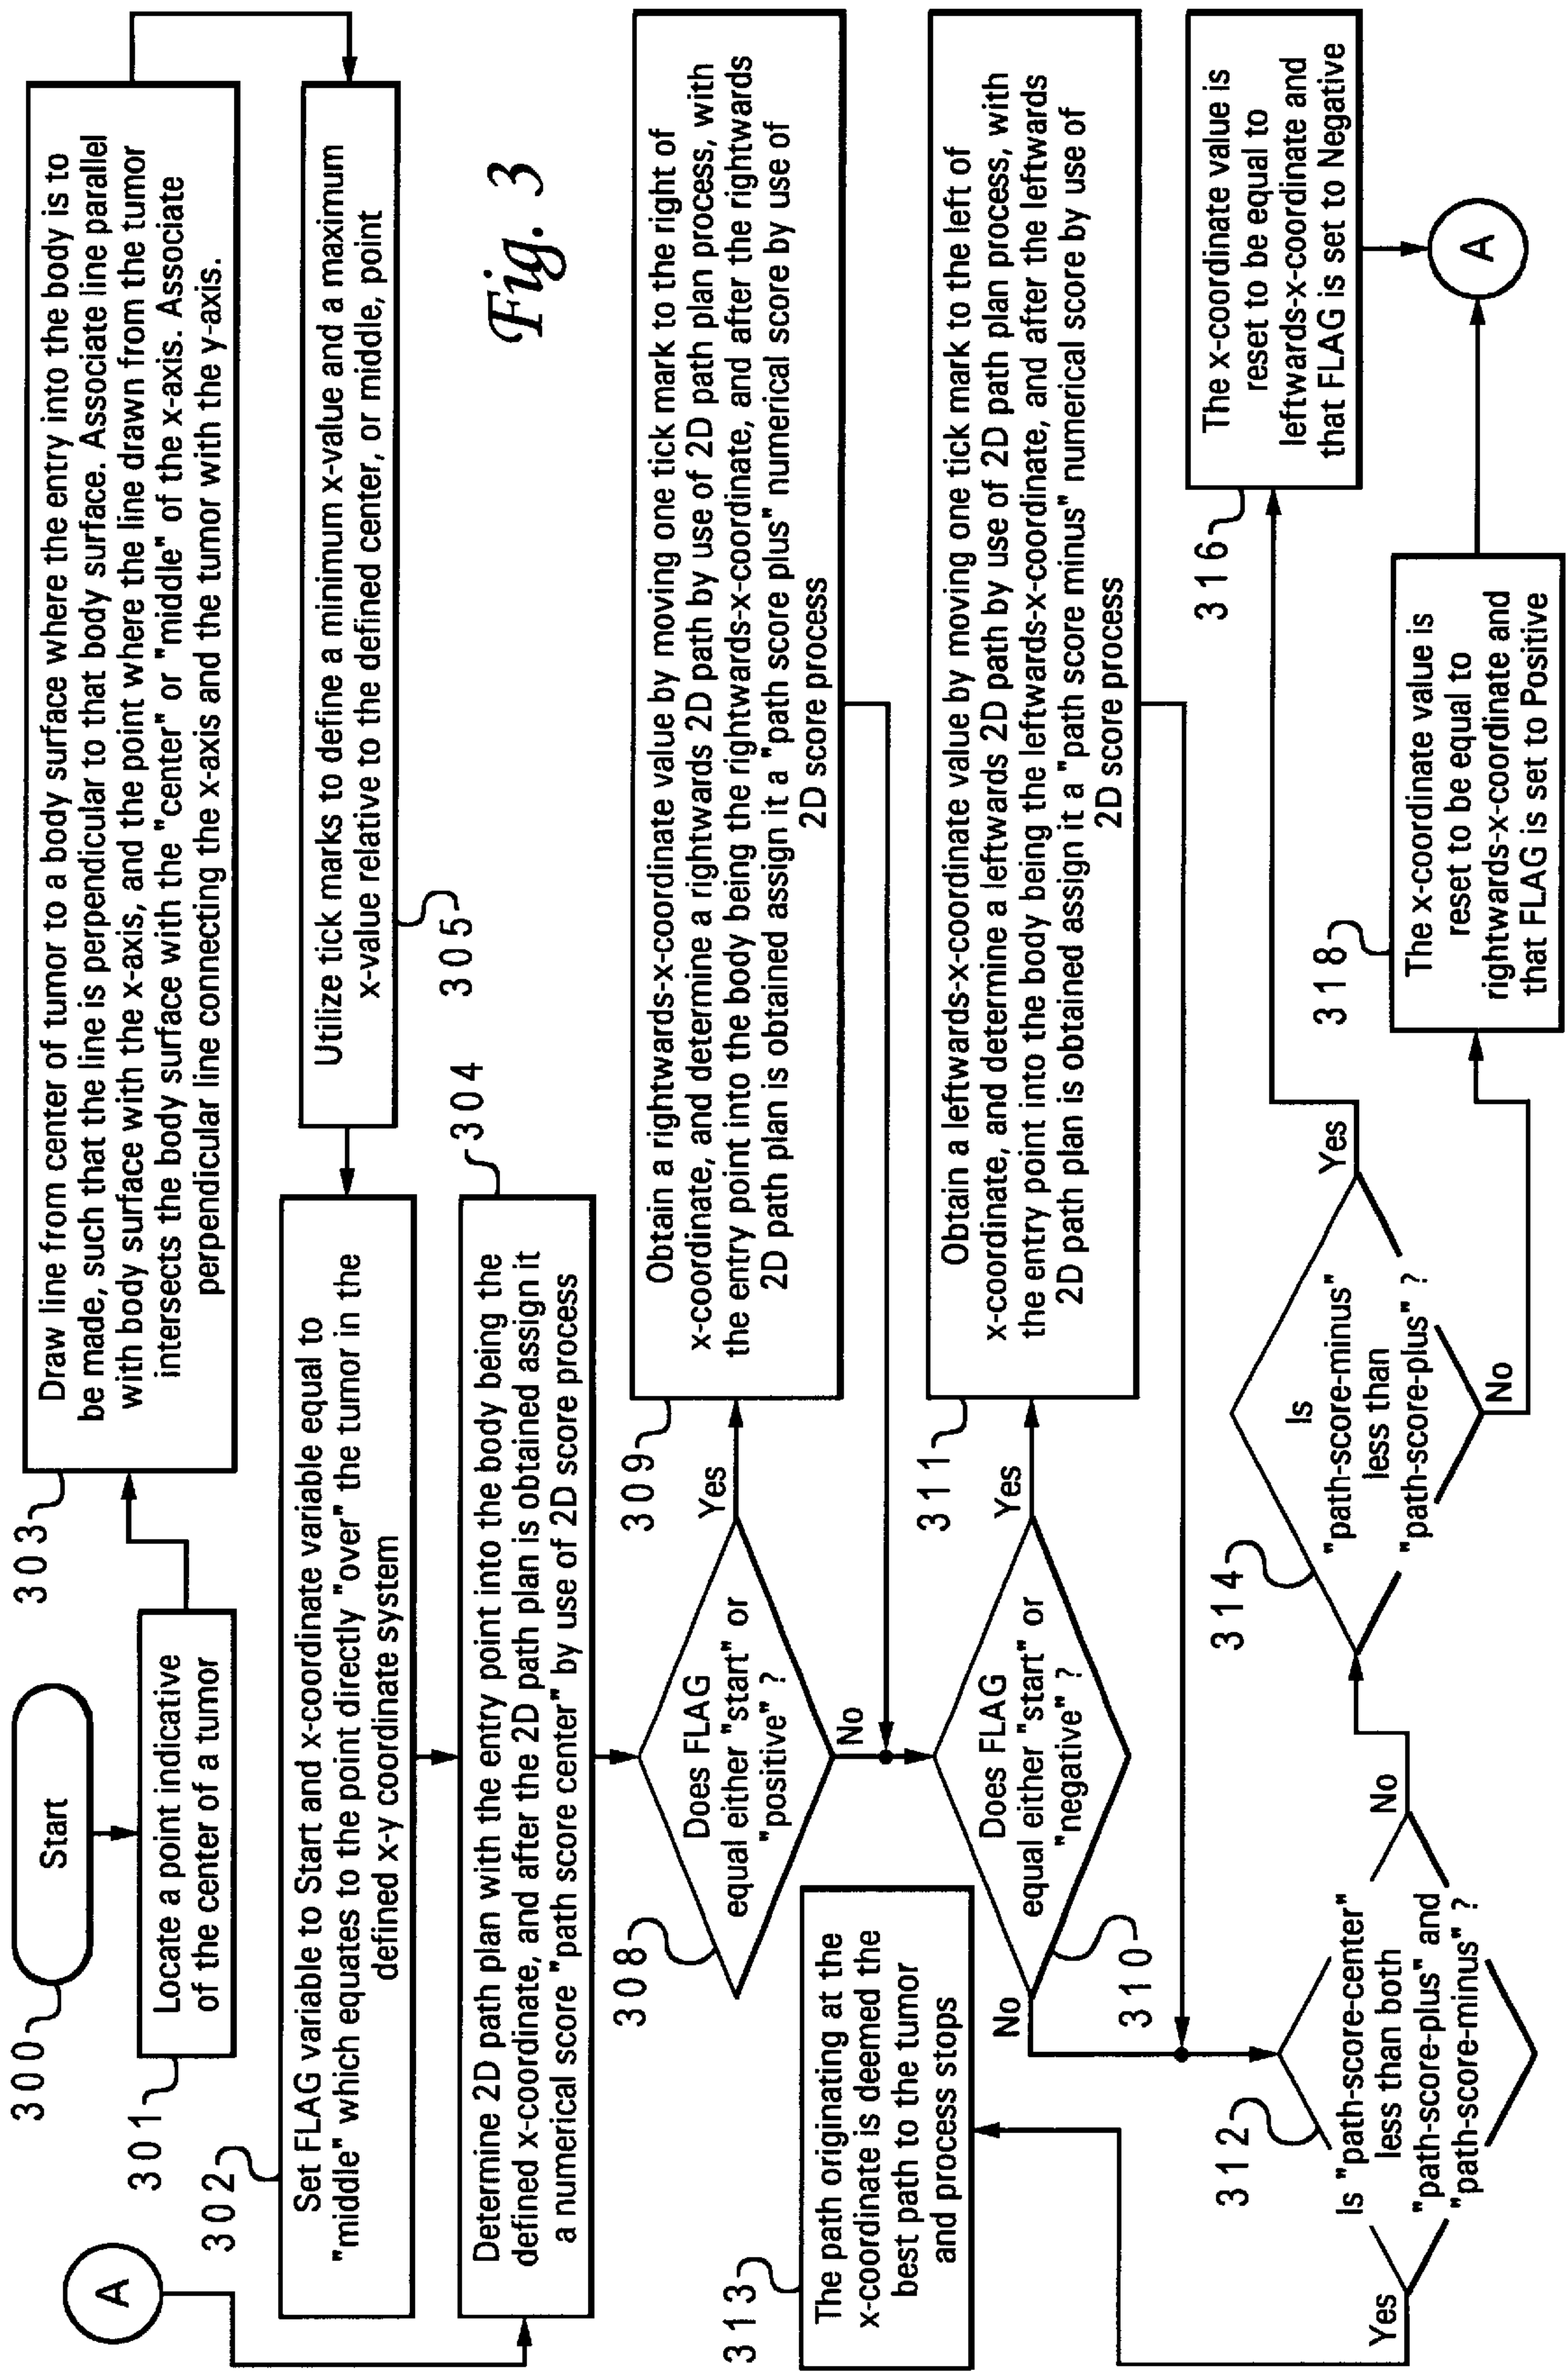 300
Start
301
Locate a point indicative
of the center of a tumor
303
Draw line from center of tumor to a body surface where the entry into the body is to
be made, such that the line is perpendicular to that body surface. Associate line parallel
with body surface with the x-axis, and the point where the line drawn from the tumor
intersects the body surface with the "center" or "middle" of the x-axis. Associate
perpendicular line connecting the x-axis and the tumor with the y-axis.
Utilize tick marks to define a minimum x-value and a maximum
x-value relative to the defined center, or middle, point
305
A
302
Set FLAG variable to Start and x-coordinate variable equal to
"middle" which equates to the point directly "over" the tumor in the
defined x-y coordinate system
304
Determine 2D path plan with the entry point into the body being the
defined x-coordinate, and after the 2D path plan is obtained assign it
a numerical score "path score center" by use of 2D score process
Fig. 3
308
Does FLAG
equal either "start" or
"positive" ?
Yes
No
309
Obtain a rightwards-x-coordinate value by moving one tick mark to the right of
x-coordinate, and determine a rightwards 2D path by use of 2D path plan process, with
the entry point into the body being the rightwards-x-coordinate, and after the rightwards
2D path plan is obtained assign it a "path score plus" numerical score by use of
2D score process
310
Does FLAG
equal either "start" or
"negative" ?
Yes
No
311
Obtain a leftwards-x-coordinate value by moving one tick mark to the left of
x-coordinate, and determine a leftwards 2D path by use of 2D path plan process, with
the entry point into the body being the leftwards-x-coordinate, and after the leftwards
2D path plan is obtained assign it a "path score minus" numerical score by use of
2D score process
313
The path originating at the
x-coordinate is deemed the
best path to the tumor
and process stops
312
Is "path-score-center"
less than both
"path-score-plus" and
"path-score-minus" ?
Yes
No
314
Is
"path-score-minus"
less than
"path-score-plus" ?
Yes
No
316
The x-coordinate value is
reset to be equal to
leftwards-x-coordinate and
that FLAG is set to Negative
318
The x-coordinate value is
reset to be equal to
rightwards-x-coordinate and
that FLAG is set to Positive
A